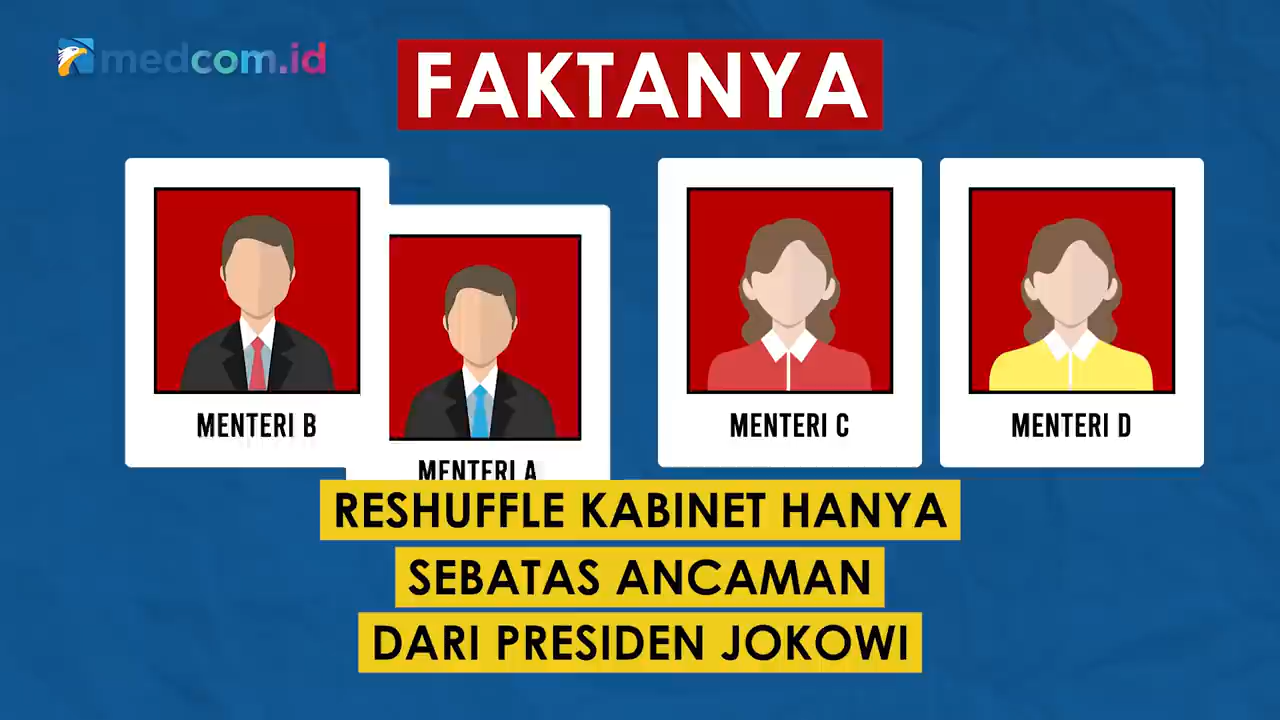 medcom.id
FAKTANYA
MENTERI B
MENTERI A
MENTERI C
MENTERI D
RESHUFFLE KABINET HANYA
SEBATAS ANCAMAN
DARI PRESIDEN JOKOWI